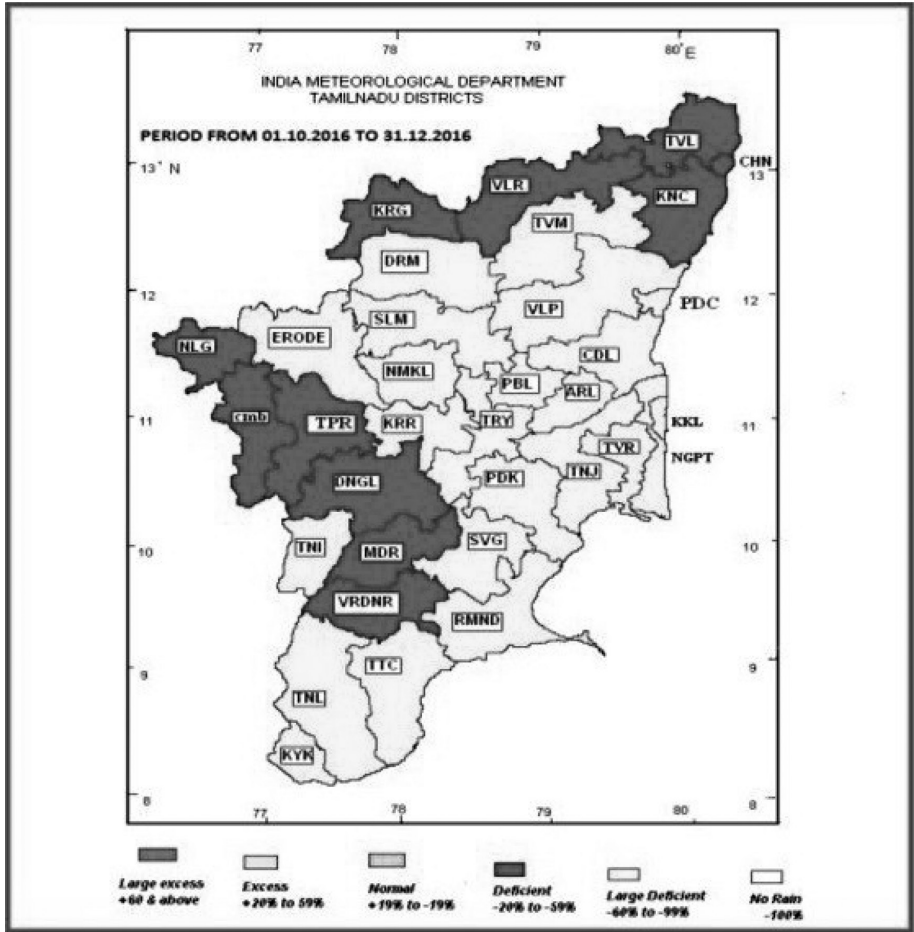 77 78 79 80° E
INDIA METEOROLOGICAL DEPARTMENT
TAMILNADU DISTRICTS
PERIOD FROM 01.10.2016 TO 31.12.2016
TVL
CHN
13° N
13
VLR
KNC
KRG
TVM
DRM
12
12
PDC
VLP
SLM
NLG
ERODE
CDL
NMKL
PBL
ARL
11
cmb
TPR
KRR
TRY
11
KKL
TVR
NGPT
DNGL
PDK
TNJ
10
TNI
MDR
SVG
10
VRDNR
RMND
9
TTC
9
TNL
KYK
8
8
77 78 79 80
Large excess
+60 & above
Excess
+20% to 59%
Normal
+19% to -19%
Deficient
-20% to -59%
Large Deficient
-60% to -99%
No Rain
-100%